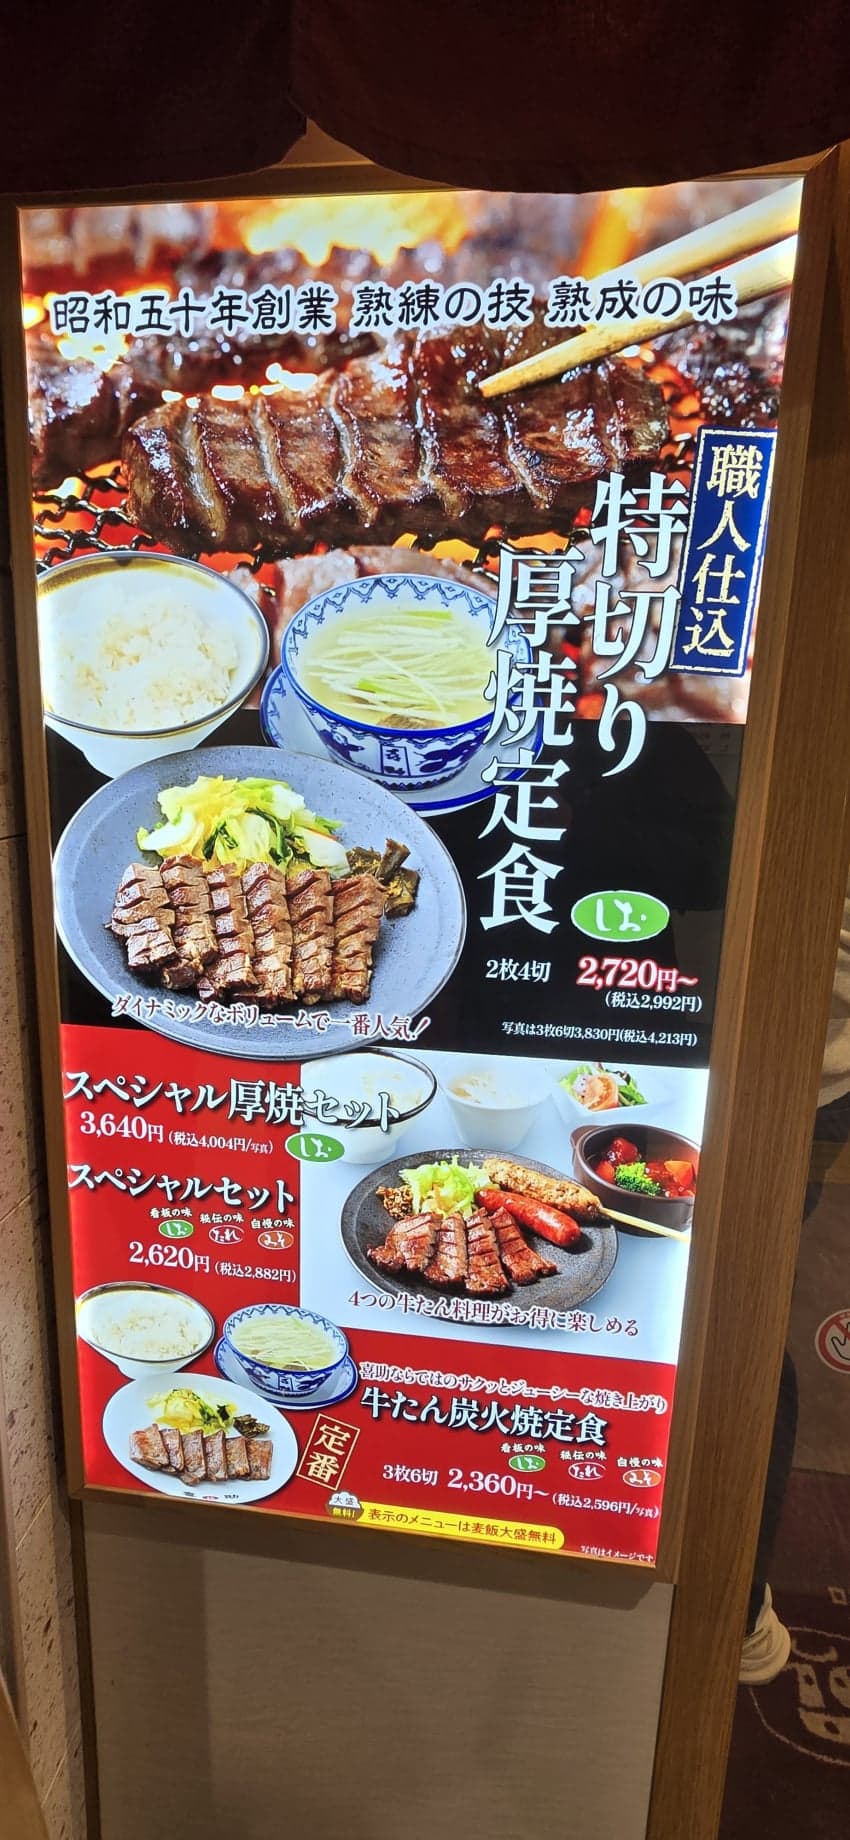 昭和五十年創業 熟練の技 熟成の味
職人仕込
特切り
厚焼定食
しお
2枚4切 2,720円~
(税込2,992円)
写真は3枚6切3,830円(税込4,213円)
ダイナミックなボリュームで一番人気!
スペシャル厚焼セット
3,640円(税込4,004円/写真) しお
スペシャルセット
看板の味 しお 秘伝の味 たれ 自慢の味 みそ
2,620円(税込2,882円)
4つの牛たん料理がお得に楽しめる
喜助ならではのサクッとジューシーな焼き上がり
牛たん炭火焼定食
定番
看板の味 しお 秘伝の味 たれ 自慢の味 みそ
3枚6切 2,360円~(税込2,596円/写真)
喜助
大盛無料! 表示のメニューは麦飯大盛無料
写真はイメージです